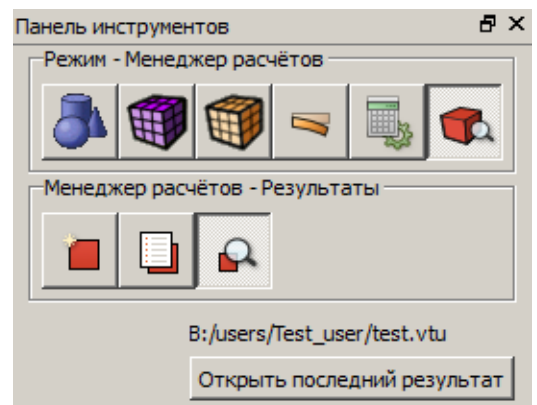 Панель инструментов
Режим - Менеджер расчётов
Менеджер расчётов - Результаты
B:/users/Test_user/test.vtu
Открыть последний результат